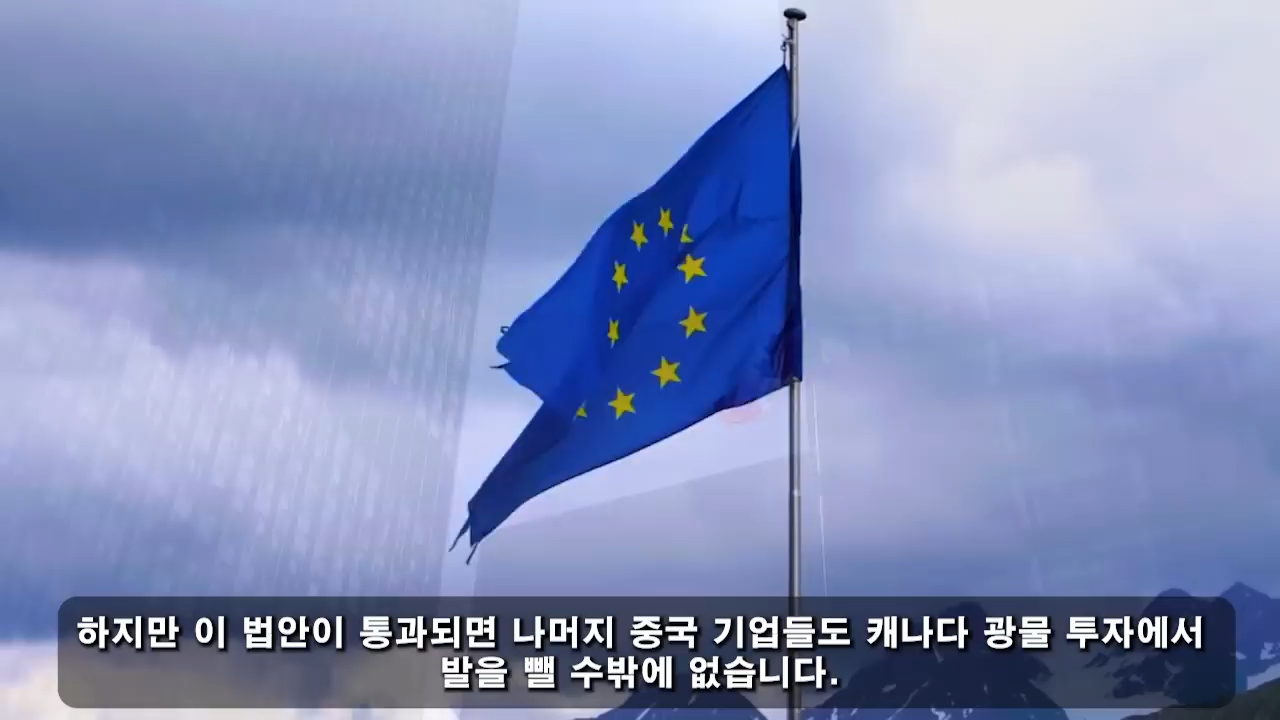 하지만 이 법안이 통과되면 나머지 중국 기업들도 캐나다 광물 투자에서
발을 뺄 수밖에 없습니다.